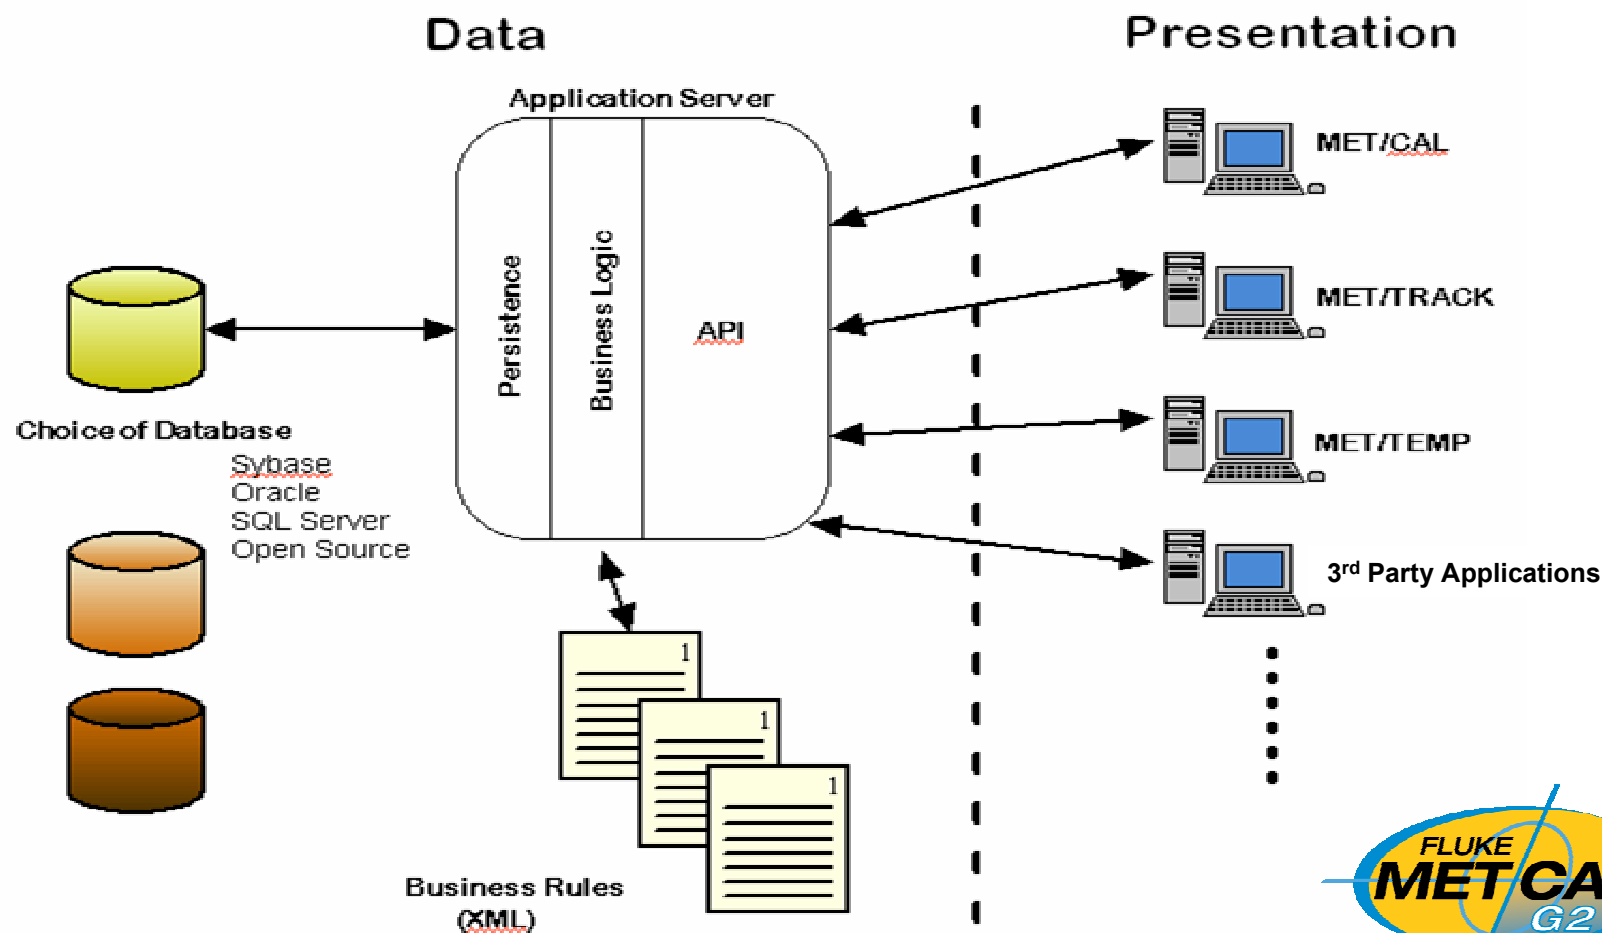 Data
Presentation
Application Server
MET/CAL
Persistence
Business Logic
API
MET/TRACK
Choice of Database
Sybase
Oracle
SQL Server
Open Source
MET/TEMP
3rd Party Applications
1
1
1
Business Rules
(XML)
FLUKE
MET/CA
G2